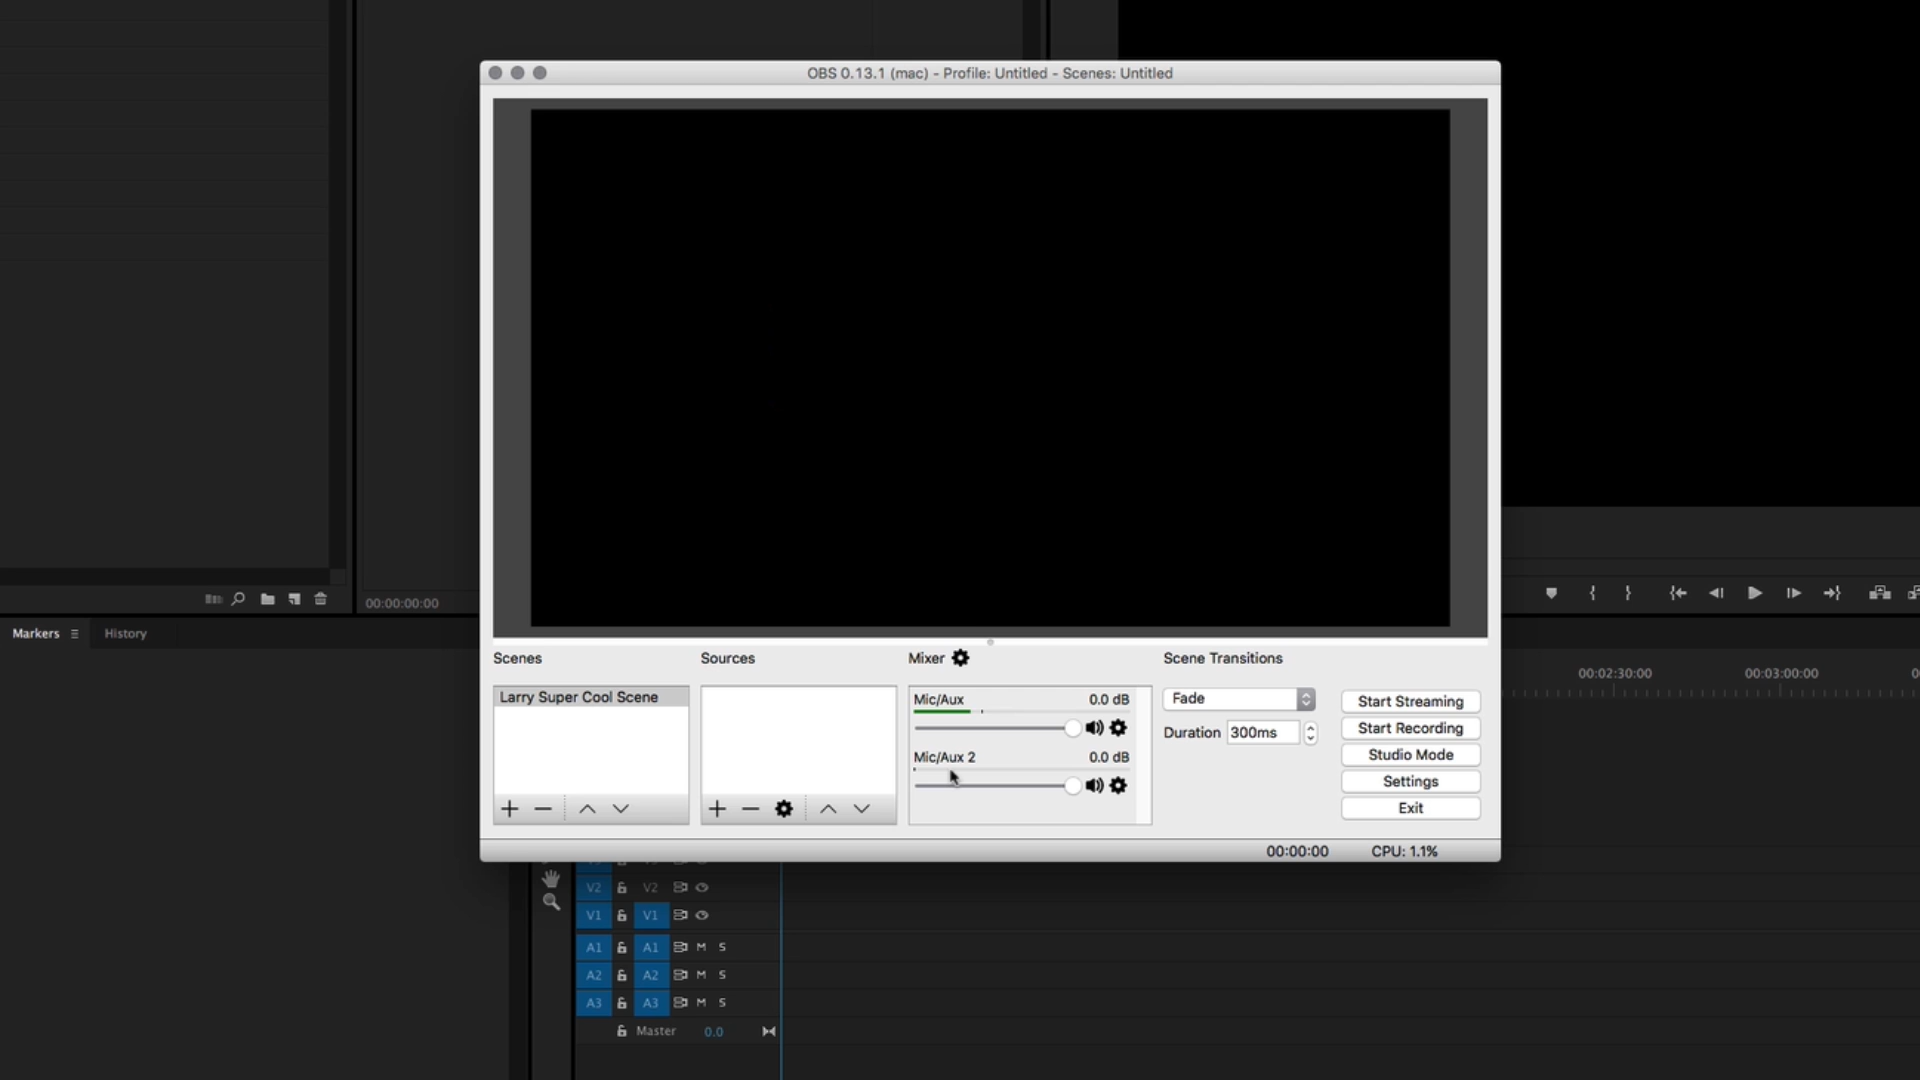 OBS 0.13.1 (mac) - Profile: Untitled - Scenes: Untitled
00:00:00:00
Markers
History
Scenes
Sources
Mixer
Scene Transitions
Larry Super Cool Scene
Mic/Aux
0.0 dB
Mic/Aux 2
0.0 dB
Fade
Duration
300ms
Start Streaming
Start Recording
Studio Mode
Settings
Exit
00:00:00
CPU: 1.1%
00:02:30:00
00:03:00:00
V2 V2
V1 V1
A1 A1 M S
A2 A2 M S
A3 A3 M S
Master 0.0